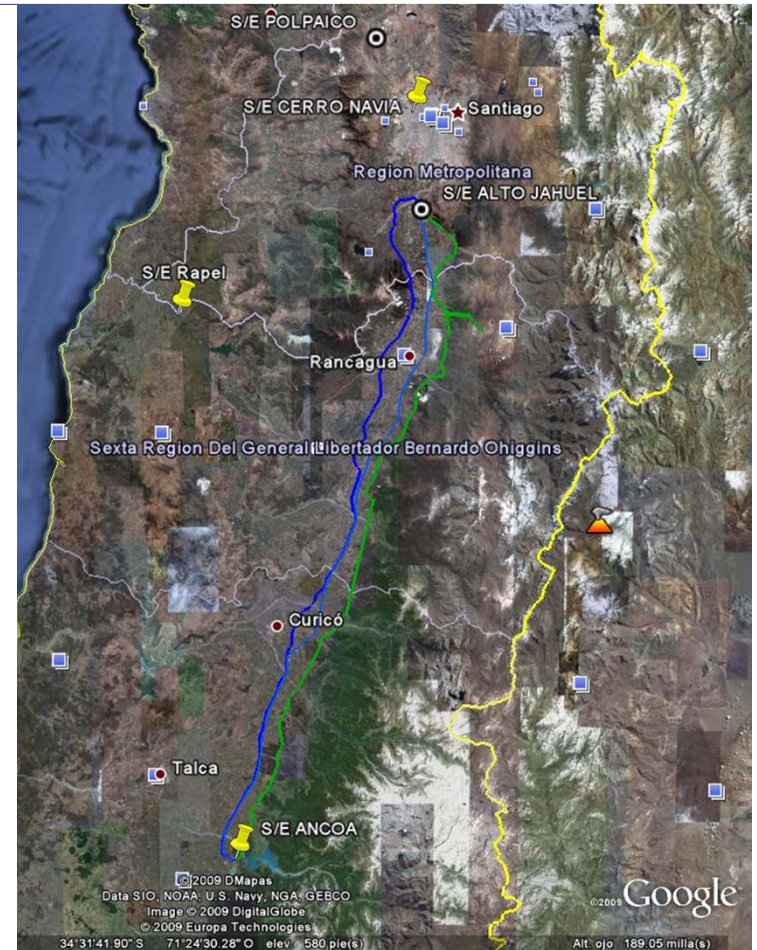 S/E POLPAICO
S/E CERRO NAVIA
Santiago
Region Metropolitana
S/E ALTO JAHUEL
S/E Rapel
Rancagua
Sexta Region Del General Libertador Bernardo Ohiggins
Curicó
Talca
S/E ANCOA
© 2009 DMapas
Data SIO, NOAA, U.S. Navy, NGA, GEBCO
Image © 2009 DigitalGlobe
© 2009 Europa Technologies
©2009 Google
34°31'41.90" S 71°24'30.28" O elev. 580 pie(s) Alt. ojo 189.05 milla(s)